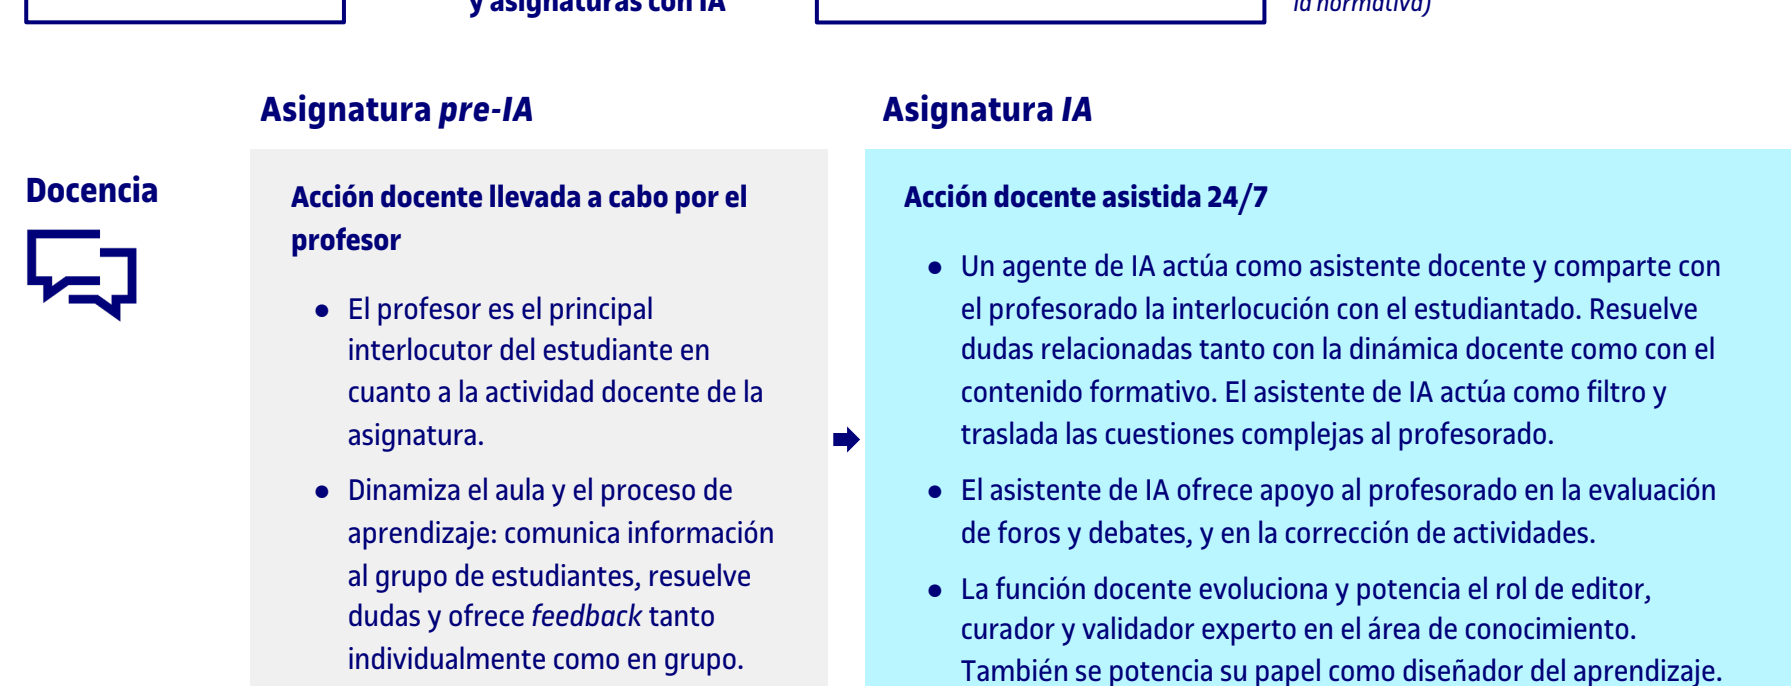 y asignaturas con IA
la normativa)
Asignatura pre-IA
Asignatura IA
Docencia
Acción docente llevada a cabo por el
profesor
● El profesor es el principal
interlocutor del estudiante en
cuanto a la actividad docente de la
asignatura.
● Dinamiza el aula y el proceso de
aprendizaje: comunica información
al grupo de estudiantes, resuelve
dudas y ofrece feedback tanto
individualmente como en grupo.
Acción docente asistida 24/7
● Un agente de IA actúa como asistente docente y comparte con
el profesorado la interlocución con el estudiantado. Resuelve
dudas relacionadas tanto con la dinámica docente como con el
contenido formativo. El asistente de IA actúa como filtro y
traslada las cuestiones complejas al profesorado.
● El asistente de IA ofrece apoyo al profesorado en la evaluación
de foros y debates, y en la corrección de actividades.
● La función docente evoluciona y potencia el rol de editor,
curador y validador experto en el área de conocimiento.
También se potencia su papel como diseñador del aprendizaje.